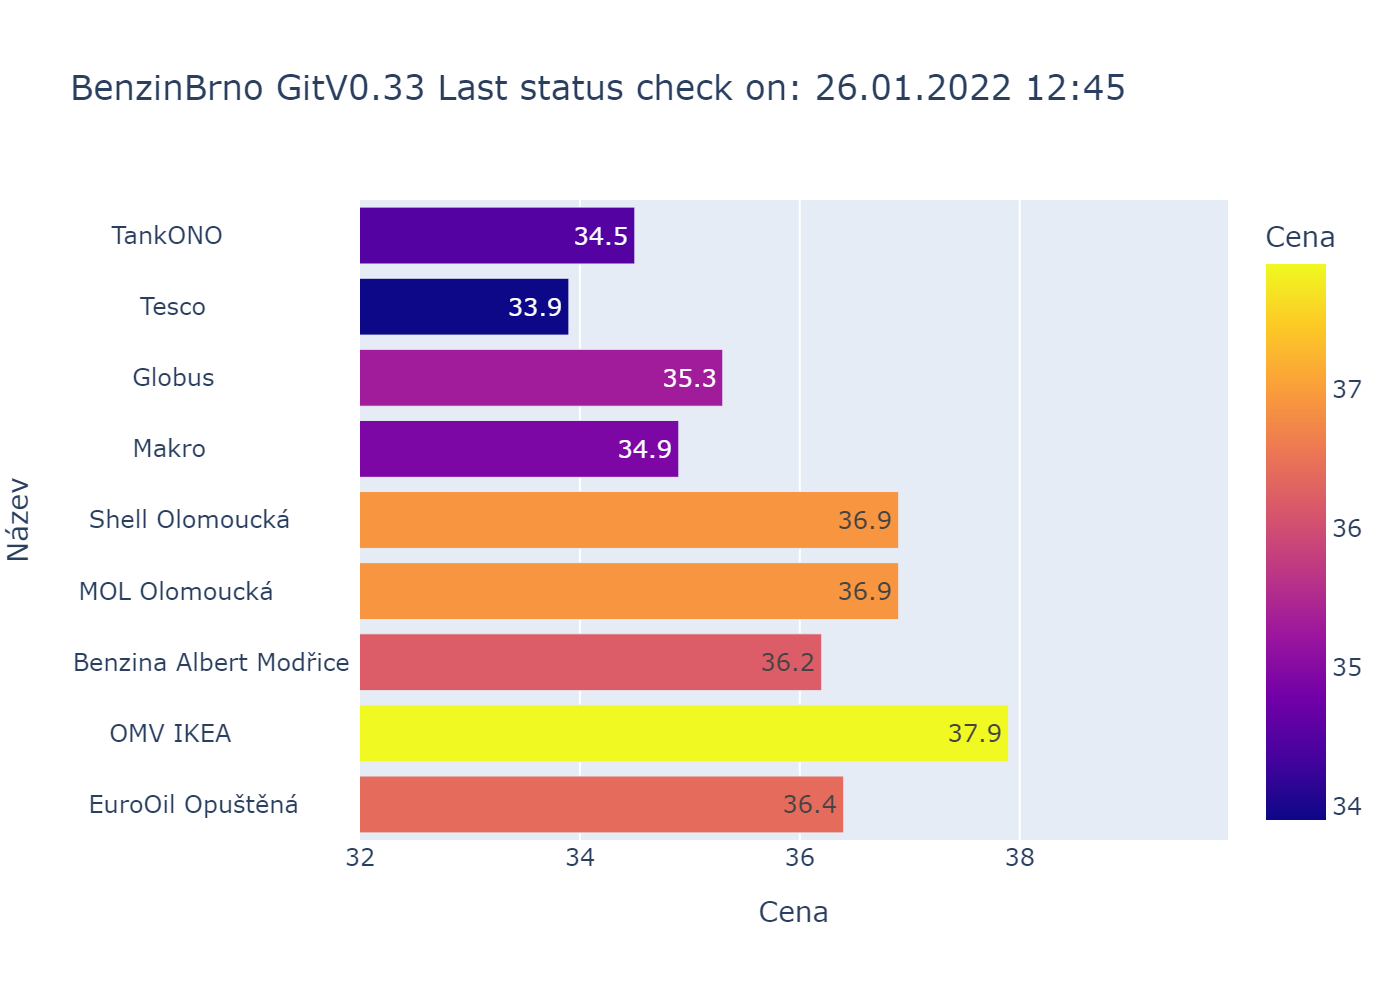 BenzinBrno GitV0.33 Last status check on: 26.01.2022 12:45
Název
TankONO 34.5
Tesco 33.9
Globus 35.3
Makro 34.9
Shell Olomoucká 36.9
MOL Olomoucká 36.9
Benzina Albert Modřice 36.2
OMV IKEA 37.9
EuroOil Opuštěná 36.4
32 34 36 38
Cena
Cena
37
36
35
34